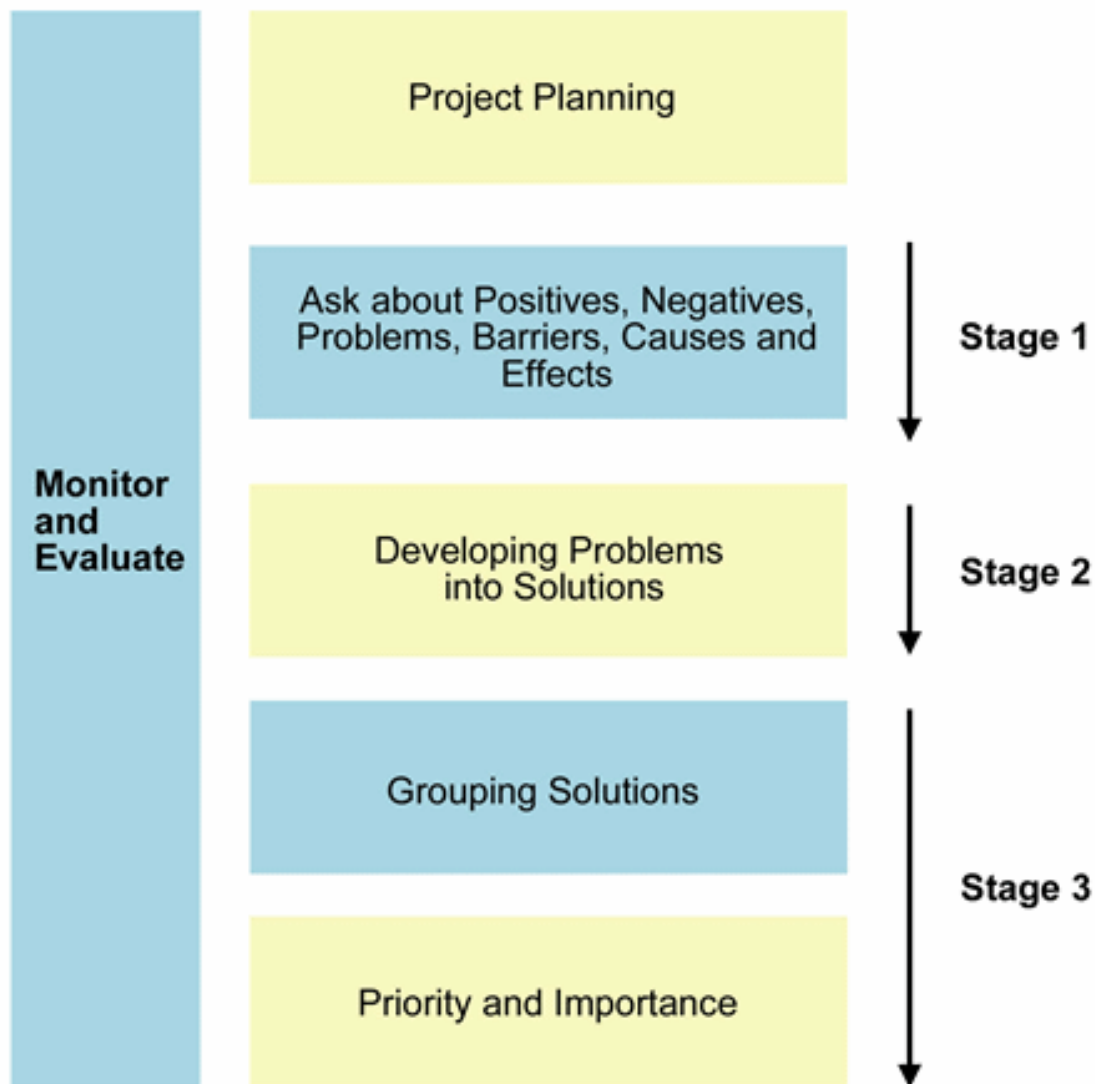 Project Planning
Ask about Positives, Negatives,
Problems, Barriers, Causes and
Effects
Stage 1
Monitor
and
Evaluate
Developing Problems
into Solutions
Stage 2
Grouping Solutions
Stage 3
Priority and Importance